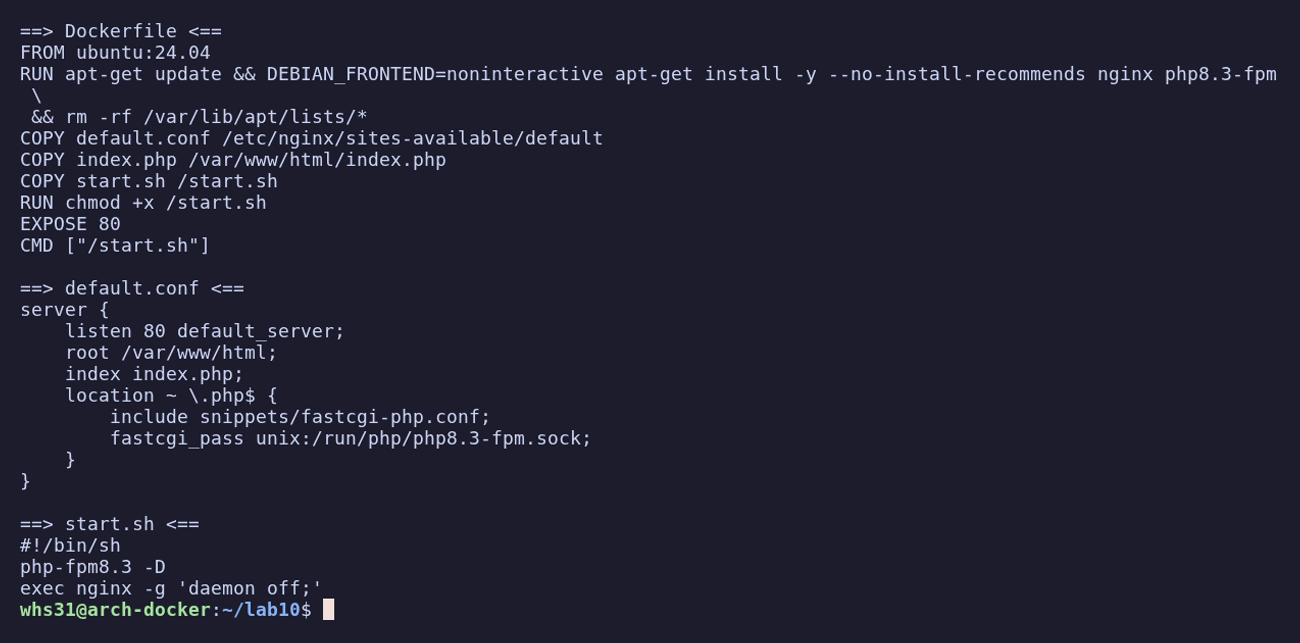 ==> Dockerfile <==
FROM ubuntu:24.04
RUN apt-get update && DEBIAN_FRONTEND=noninteractive apt-get install -y --no-install-recommends nginx php8.3-fpm
 \
 && rm -rf /var/lib/apt/lists/*
COPY default.conf /etc/nginx/sites-available/default
COPY index.php /var/www/html/index.php
COPY start.sh /start.sh
RUN chmod +x /start.sh
EXPOSE 80
CMD ["/start.sh"]

==> default.conf <==
server {
    listen 80 default_server;
    root /var/www/html;
    index index.php;
    location ~ \.php$ {
        include snippets/fastcgi-php.conf;
        fastcgi_pass unix:/run/php/php8.3-fpm.sock;
    }
}

==> start.sh <==
#!/bin/sh
php-fpm8.3 -D
exec nginx -g 'daemon off;'
whs31@arch-docker:~/lab10$